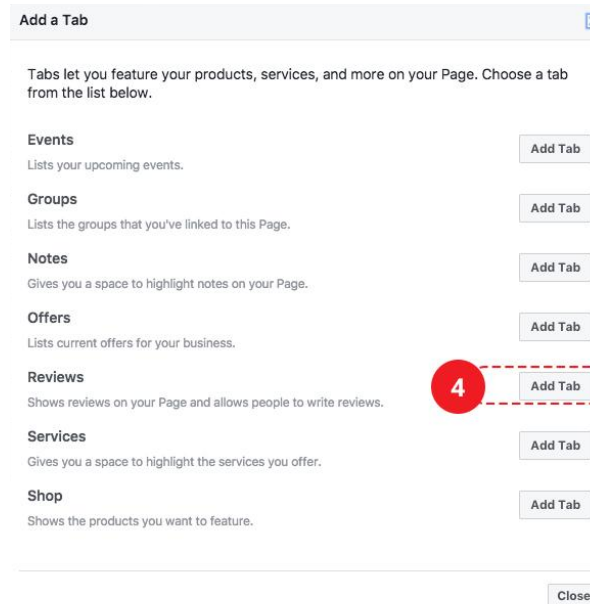 Add a Tab
Tabs let you feature your products, services, and more on your Page. Choose a tab
from the list below.
Events
Add Tab
Lists your upcoming events.
Groups
Add Tab
Lists the groups that you've linked to this Page.
Notes
Add Tab
Gives you a space to highlight notes on your Page.
Offers
Add Tab
Lists current offers for your business.
Reviews
4
Add Tab
Shows reviews on your Page and allows people to write reviews.
Services
Add Tab
Gives you a space to highlight the services you offer.
Shop
Add Tab
Shows the products you want to feature.
Close